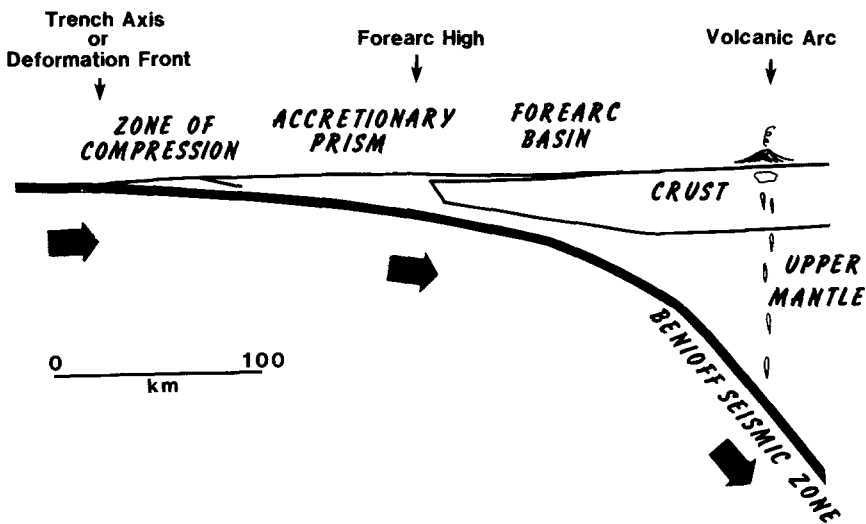 Trench Axis
or
Deformation Front
Forearc High
Volcanic Arc
ZONE OF
COMPRESSION
ACCRETIONARY
PRISM
FOREARC
BASIN
CRUST
UPPER
MANTLE
BENIOFF SEISMIC ZONE
0 100
km